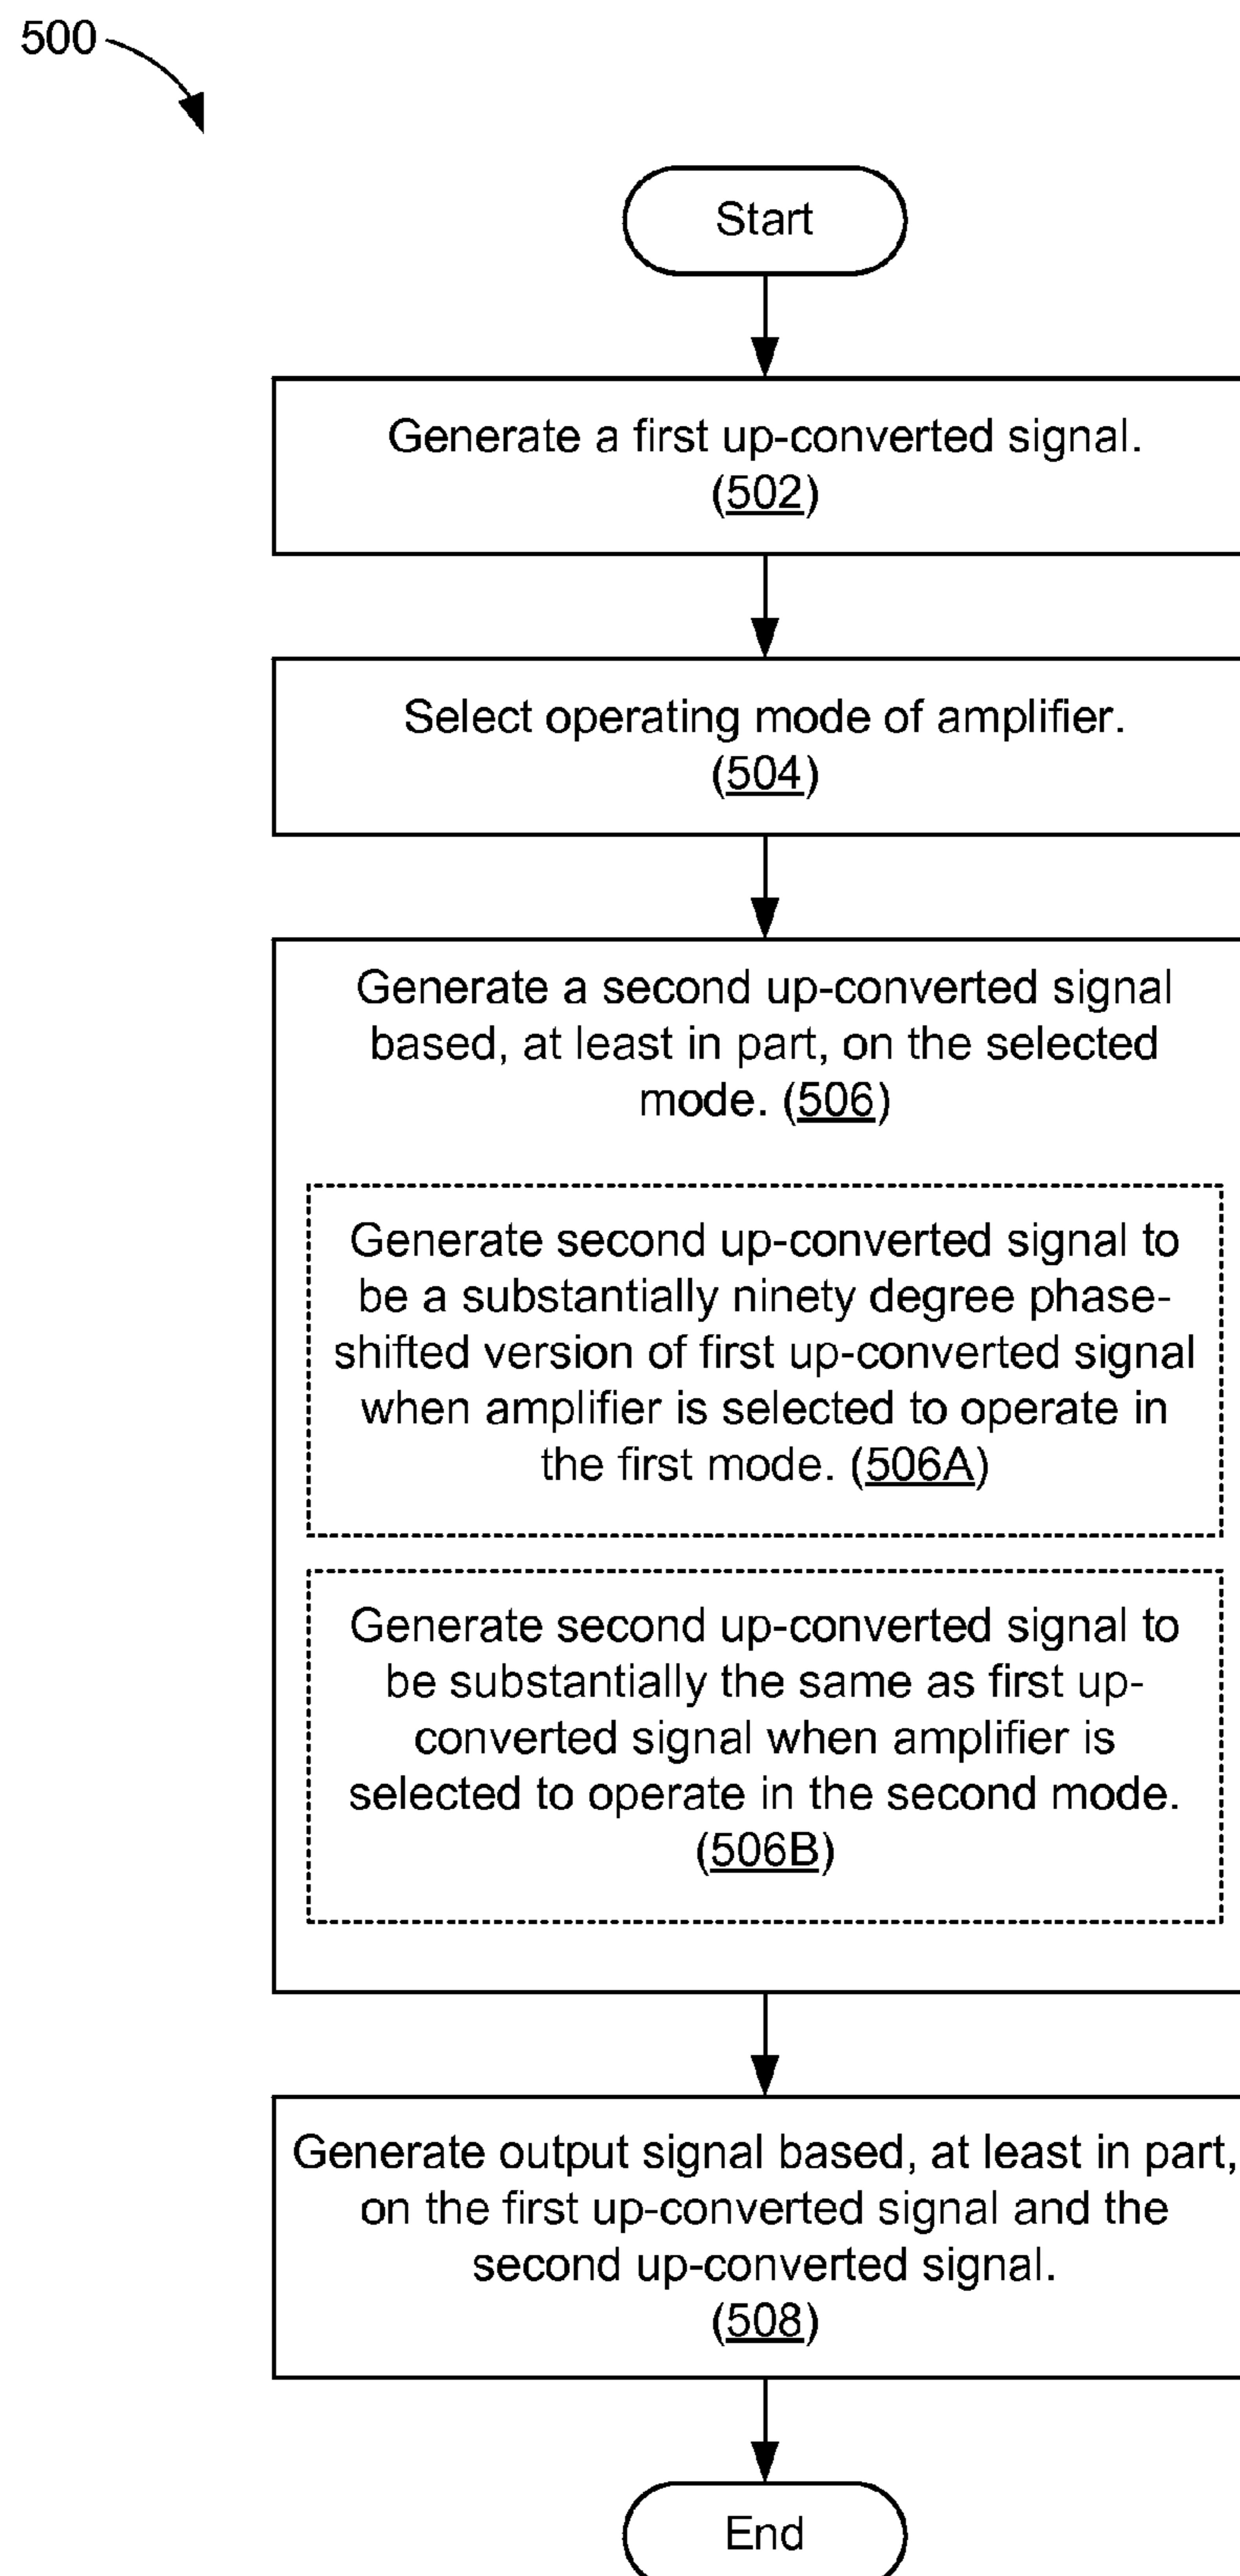 500
Start
Generate a first up-converted signal.
(502)
Select operating mode of amplifier.
(504)
Generate a second up-converted signal
based, at least in part, on the selected
mode. (506)
Generate second up-converted signal to
be a substantially ninety degree phase-
shifted version of first up-converted signal
when amplifier is selected to operate in
the first mode. (506A)
Generate second up-converted signal to
be substantially the same as first up-
converted signal when amplifier is
selected to operate in the second mode.
(506B)
Generate output signal based, at least in part,
on the first up-converted signal and the
second up-converted signal.
(508)
End